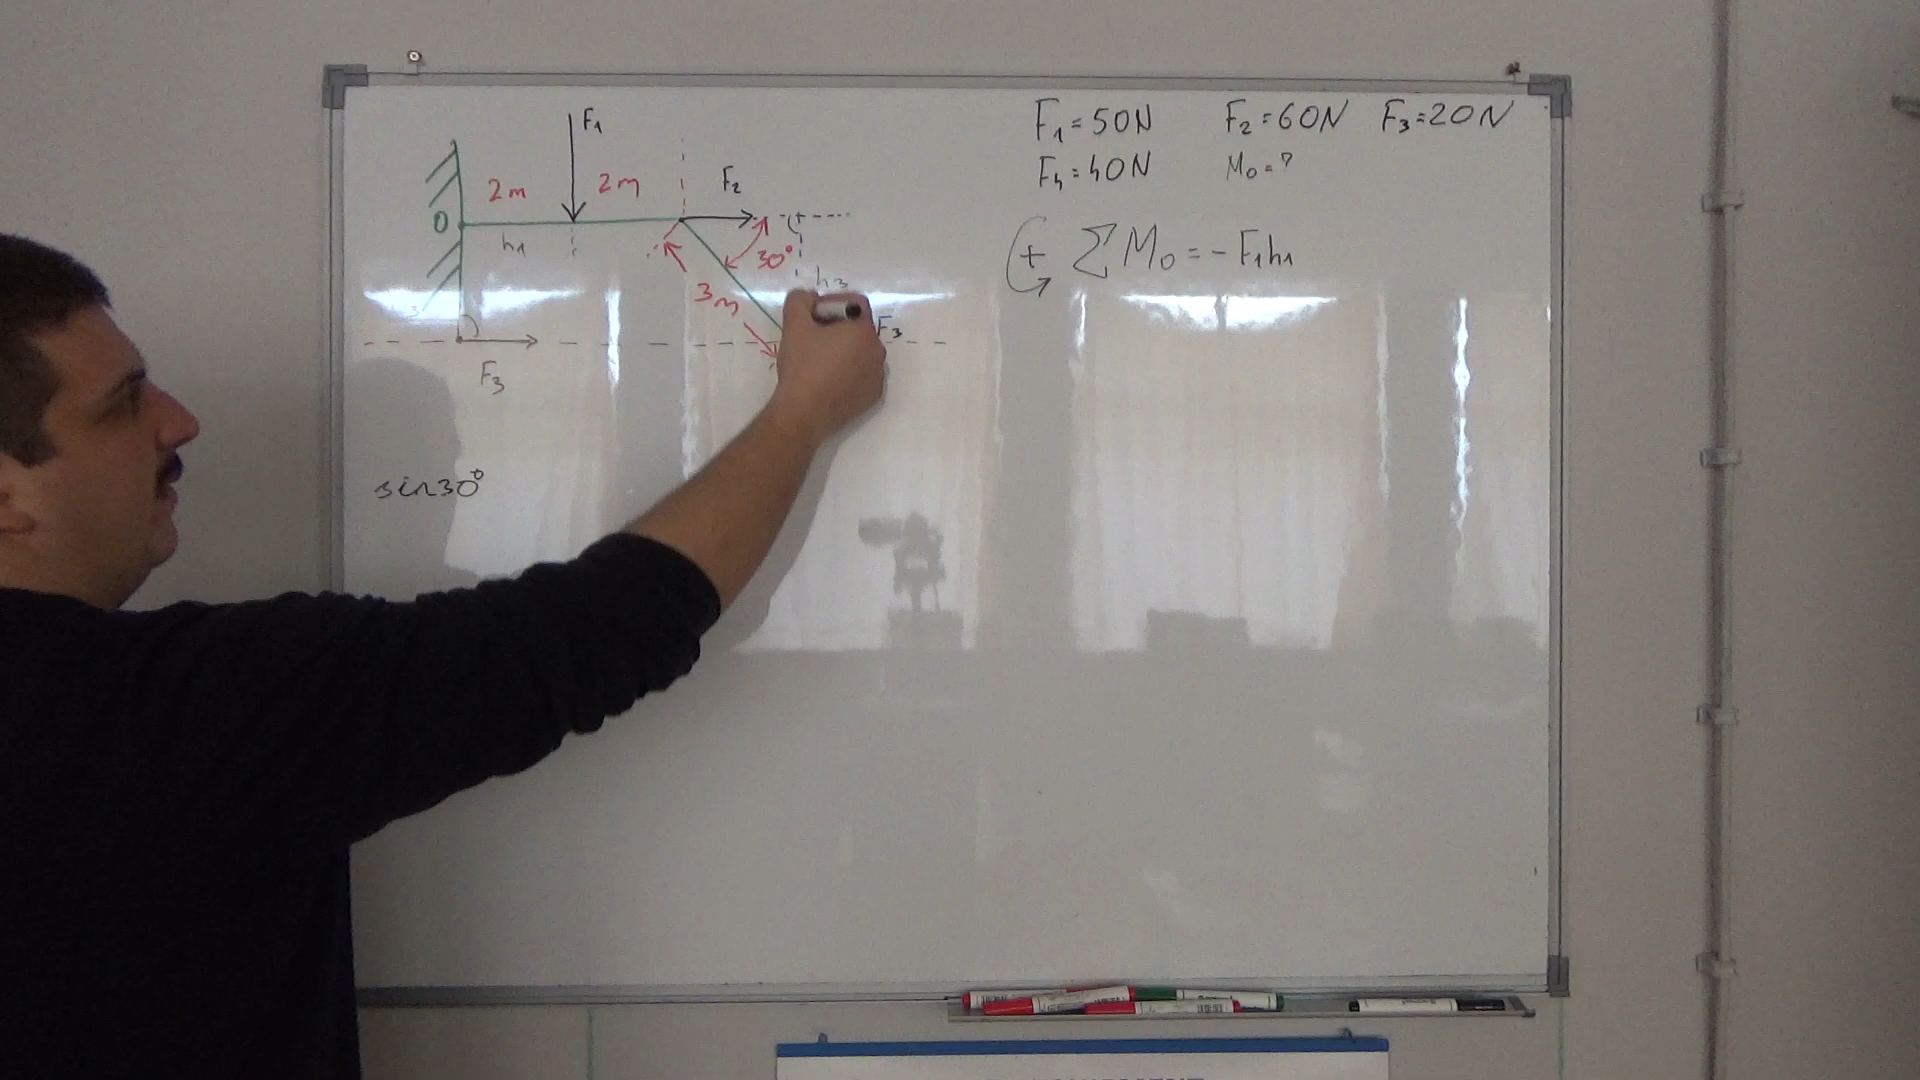 F₁ = 50N F₂ = 60N F₃ = 20N
F₄ = 40N M₀ = ?
+ ΣM₀ = - F₁h₁
F₁
2m 2m F₂
O
h₁ 30°
h₃
3m
F₃
F₃
sin30°